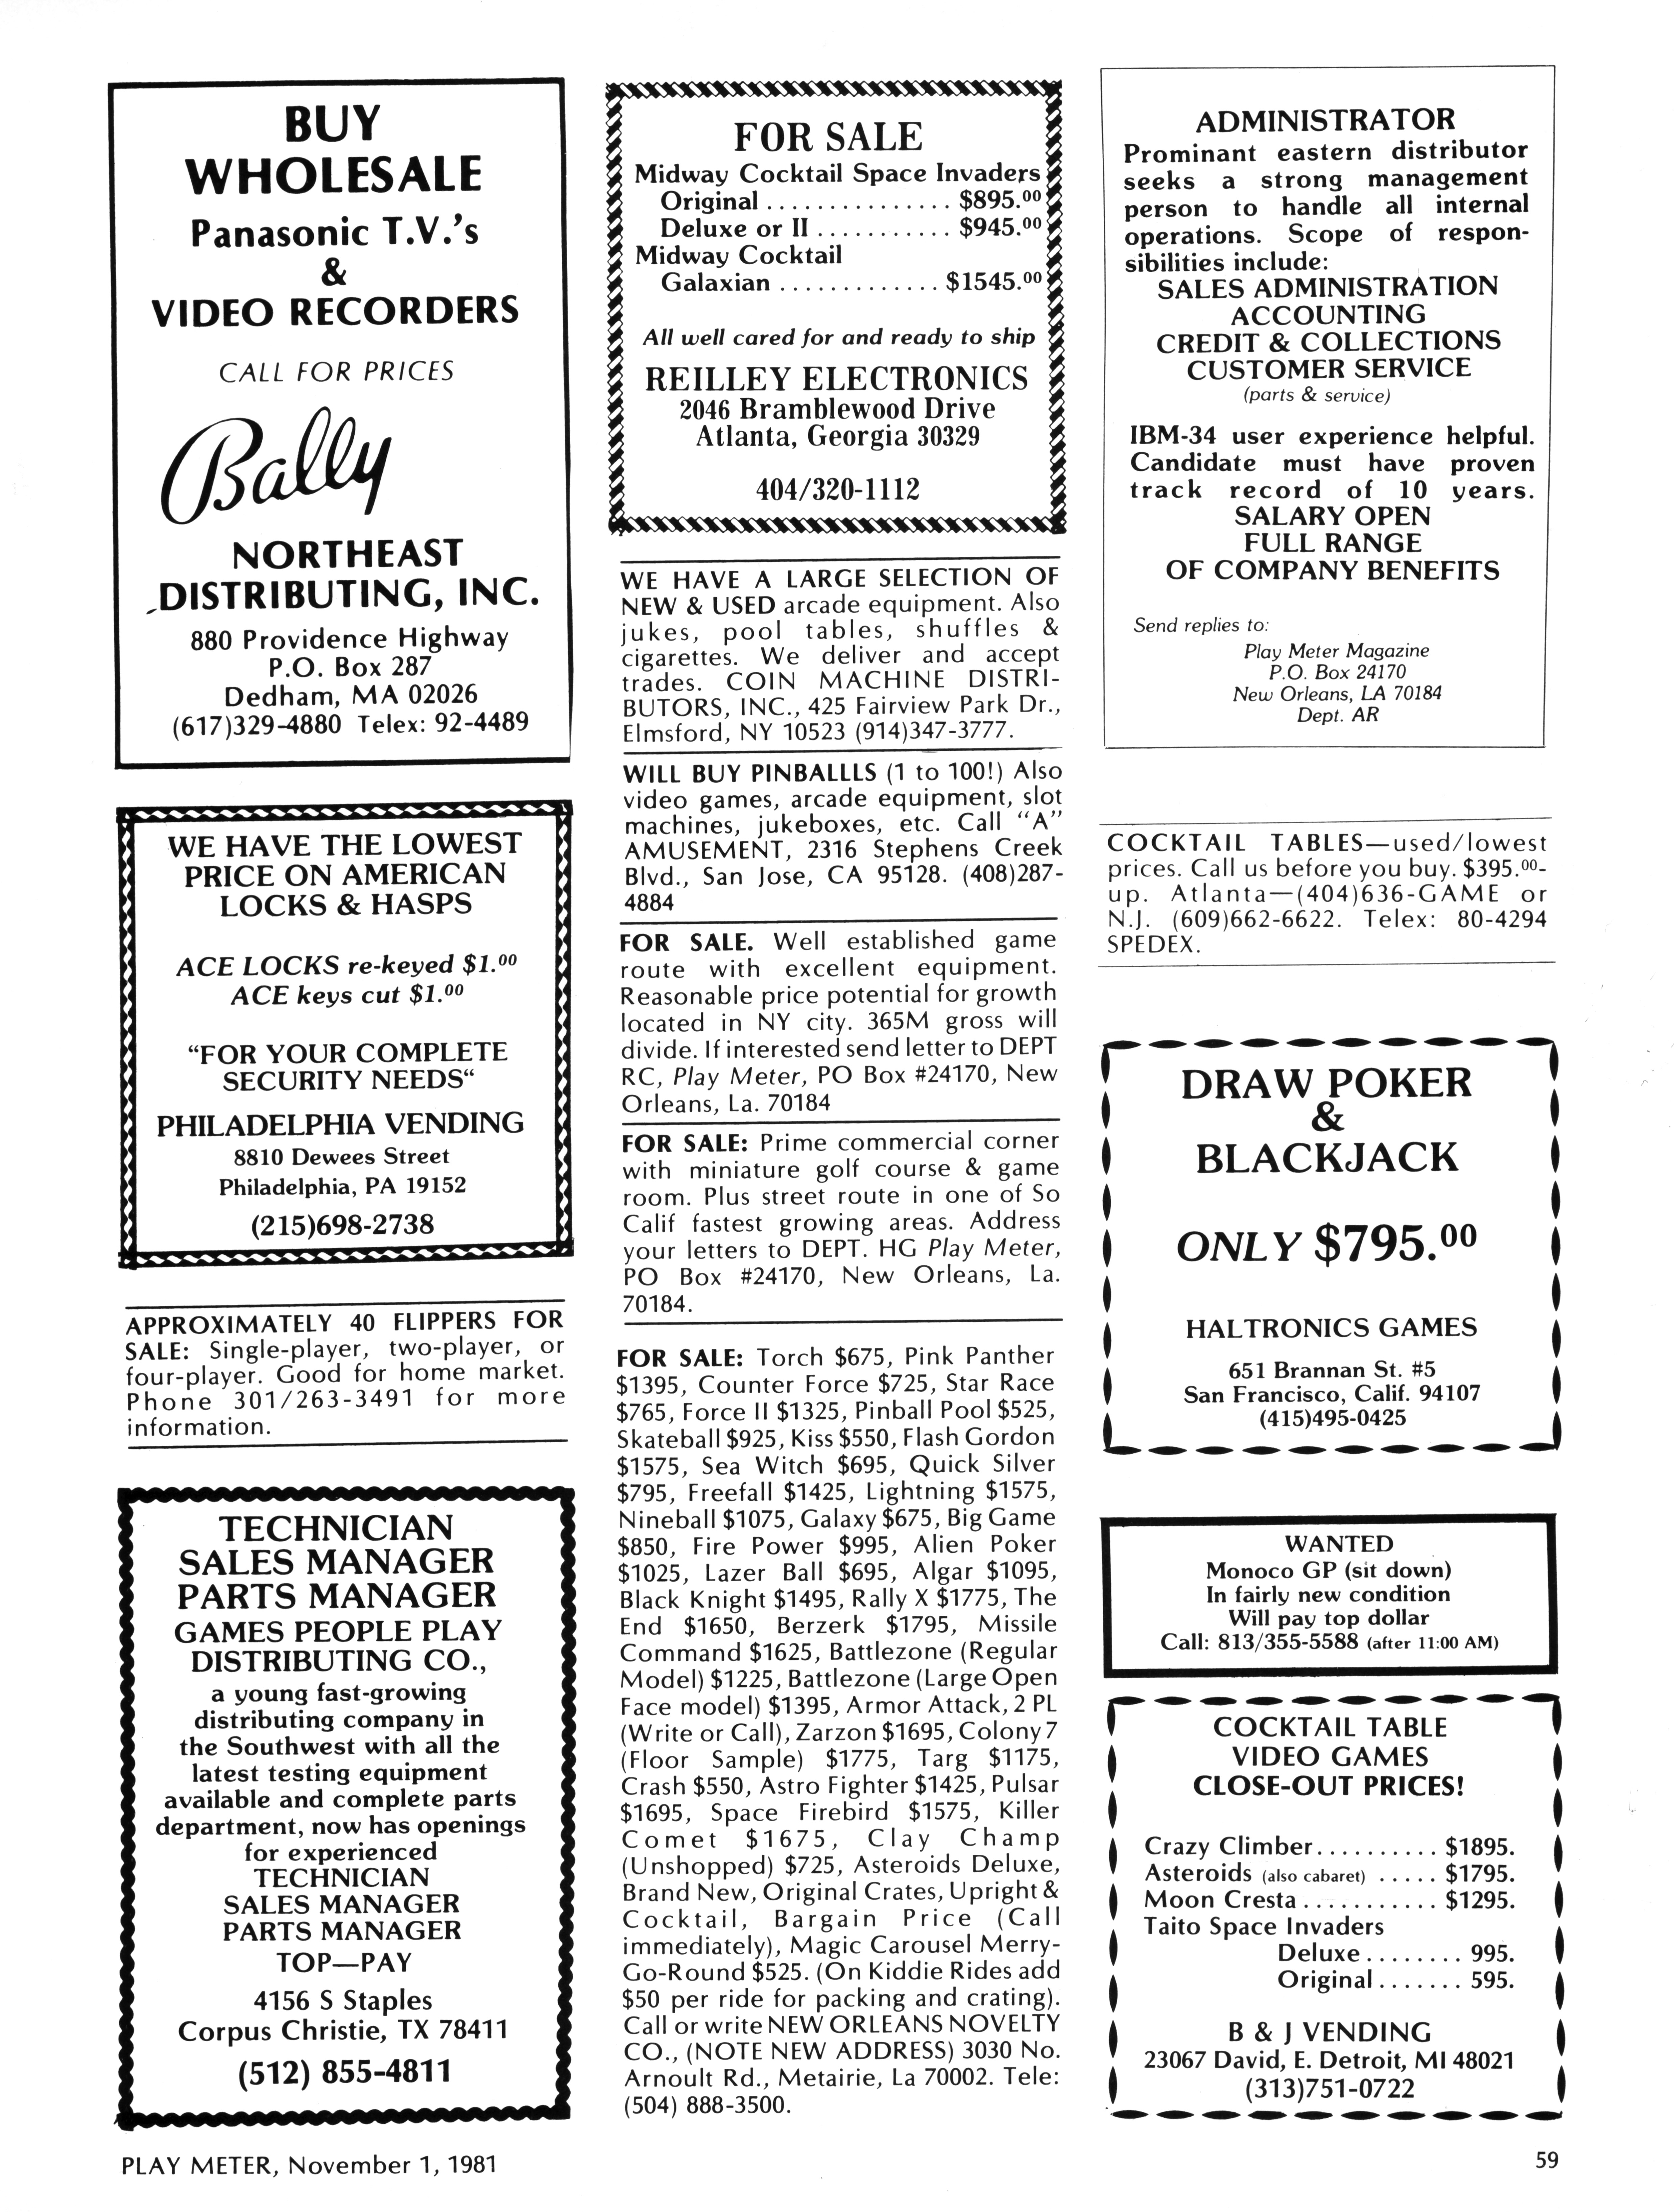 BUY
WHOLESALE
Panasonic T.V.'s
&
VIDEO RECORDERS
CALL FOR PRICES
Bally
NORTHEAST
DISTRIBUTING, INC.
880 Providence Highway
P.O. Box 287
Dedham, MA 02026
(617)329-4880 Telex: 92-4489
WE HAVE THE LOWEST
PRICE ON AMERICAN
LOCKS & HASPS
ACE LOCKS re-keyed $1.00
ACE keys cut $1.00
"FOR YOUR COMPLETE
SECURITY NEEDS"
PHILADELPHIA VENDING
8810 Dewees Street
Philadelphia, PA 19152
(215)698-2738
APPROXIMATELY 40 FLIPPERS FOR
SALE: Single-player, two-player, or
four-player. Good for home market.
Phone 301/263-3491 for more
information.
TECHNICIAN
SALES MANAGER
PARTS MANAGER
GAMES PEOPLE PLAY
DISTRIBUTING CO.,
a young fast-growing
distributing company in
the Southwest with all the
latest testing equipment
available and complete parts
department, now has openings
for experienced
TECHNICIAN
SALES MANAGER
PARTS MANAGER
TOP—PAY
4156 S Staples
Corpus Christie, TX 78411
(512) 855-4811
FOR SALE
Midway Cocktail Space Invaders
Original ............... $895.00
Deluxe or II ........... $945.00
Midway Cocktail
Galaxian ............. $1545.00
All well cared for and ready to ship
REILLEY ELECTRONICS
2046 Bramblewood Drive
Atlanta, Georgia 30329
404/320-1112
WE HAVE A LARGE SELECTION OF
NEW & USED arcade equipment. Also
jukes, pool tables, shuffles &
cigarettes. We deliver and accept
trades. COIN MACHINE DISTRI-
BUTORS, INC., 425 Fairview Park Dr.,
Elmsford, NY 10523 (914)347-3777.
WILL BUY PINBALLLS (1 to 100!) Also
video games, arcade equipment, slot
machines, jukeboxes, etc. Call "A"
AMUSEMENT, 2316 Stephens Creek
Blvd., San Jose, CA 95128. (408)287-
4884
FOR SALE. Well established game
route with excellent equipment.
Reasonable price potential for growth
located in NY city. 365M gross will
divide. If interested send letter to DEPT
RC, Play Meter, PO Box #24170, New
Orleans, La. 70184
FOR SALE: Prime commercial corner
with miniature golf course & game
room. Plus street route in one of So
Calif fastest growing areas. Address
your letters to DEPT. HG Play Meter,
PO Box #24170, New Orleans, La.
70184.
FOR SALE: Torch $675, Pink Panther
$1395, Counter Force $725, Star Race
$765, Force II $1325, Pinball Pool $525,
Skateball $925, Kiss $550, Flash Gordon
$1575, Sea Witch $695, Quick Silver
$795, Freefall $1425, Lightning $1575,
Nineball $1075, Galaxy $675, Big Game
$850, Fire Power $995, Alien Poker
$1025, Lazer Ball $695, Algar $1095,
Black Knight $1495, Rally X $1775, The
End $1650, Berzerk $1795, Missile
Command $1625, Battlezone (Regular
Model) $1225, Battlezone (Large Open
Face model) $1395, Armor Attack, 2 PL
(Write or Call), Zarzon $1695, Colony 7
(Floor Sample) $1775, Targ $1175,
Crash $550, Astro Fighter $1425, Pulsar
$1695, Space Firebird $1575, Killer
Comet $1675, Clay Champ
(Unshopped) $725, Asteroids Deluxe,
Brand New, Original Crates, Upright &
Cocktail, Bargain Price (Call
immediately), Magic Carousel Merry-
Go-Round $525. (On Kiddie Rides add
$50 per ride for packing and crating).
Call or write NEW ORLEANS NOVELTY
CO., (NOTE NEW ADDRESS) 3030 No.
Arnoult Rd., Metairie, La 70002. Tele:
(504) 888-3500.
ADMINISTRATOR
Prominant eastern distributor
seeks a strong management
person to handle all internal
operations. Scope of respon-
sibilities include:
SALES ADMINISTRATION
ACCOUNTING
CREDIT & COLLECTIONS
CUSTOMER SERVICE
(parts & service)
IBM-34 user experience helpful.
Candidate must have proven
track record of 10 years.
SALARY OPEN
FULL RANGE
OF COMPANY BENEFITS
Send replies to:
Play Meter Magazine
P.O. Box 24170
New Orleans, LA 70184
Dept. AR
COCKTAIL TABLES—used/lowest
prices. Call us before you buy. $395.00-
up. Atlanta—(404)636-GAME or
N.J. (609)662-6622. Telex: 80-4294
SPEDEX.
DRAW POKER
&
BLACKJACK
ONLY $795.00
HALTRONICS GAMES
651 Brannan St. #5
San Francisco, Calif. 94107
(415)495-0425
WANTED
Monoco GP (sit down)
In fairly new condition
Will pay top dollar
Call: 813/355-5588 (after 11:00 AM)
COCKTAIL TABLE
VIDEO GAMES
CLOSE-OUT PRICES!
Crazy Climber.......... $1895.
Asteroids (also cabaret) ..... $1795.
Moon Cresta........... $1295.
Taito Space Invaders
Deluxe........ 995.
Original....... 595.
B & J VENDING
23067 David, E. Detroit, MI 48021
(313)751-0722
PLAY METER, November 1, 1981
59